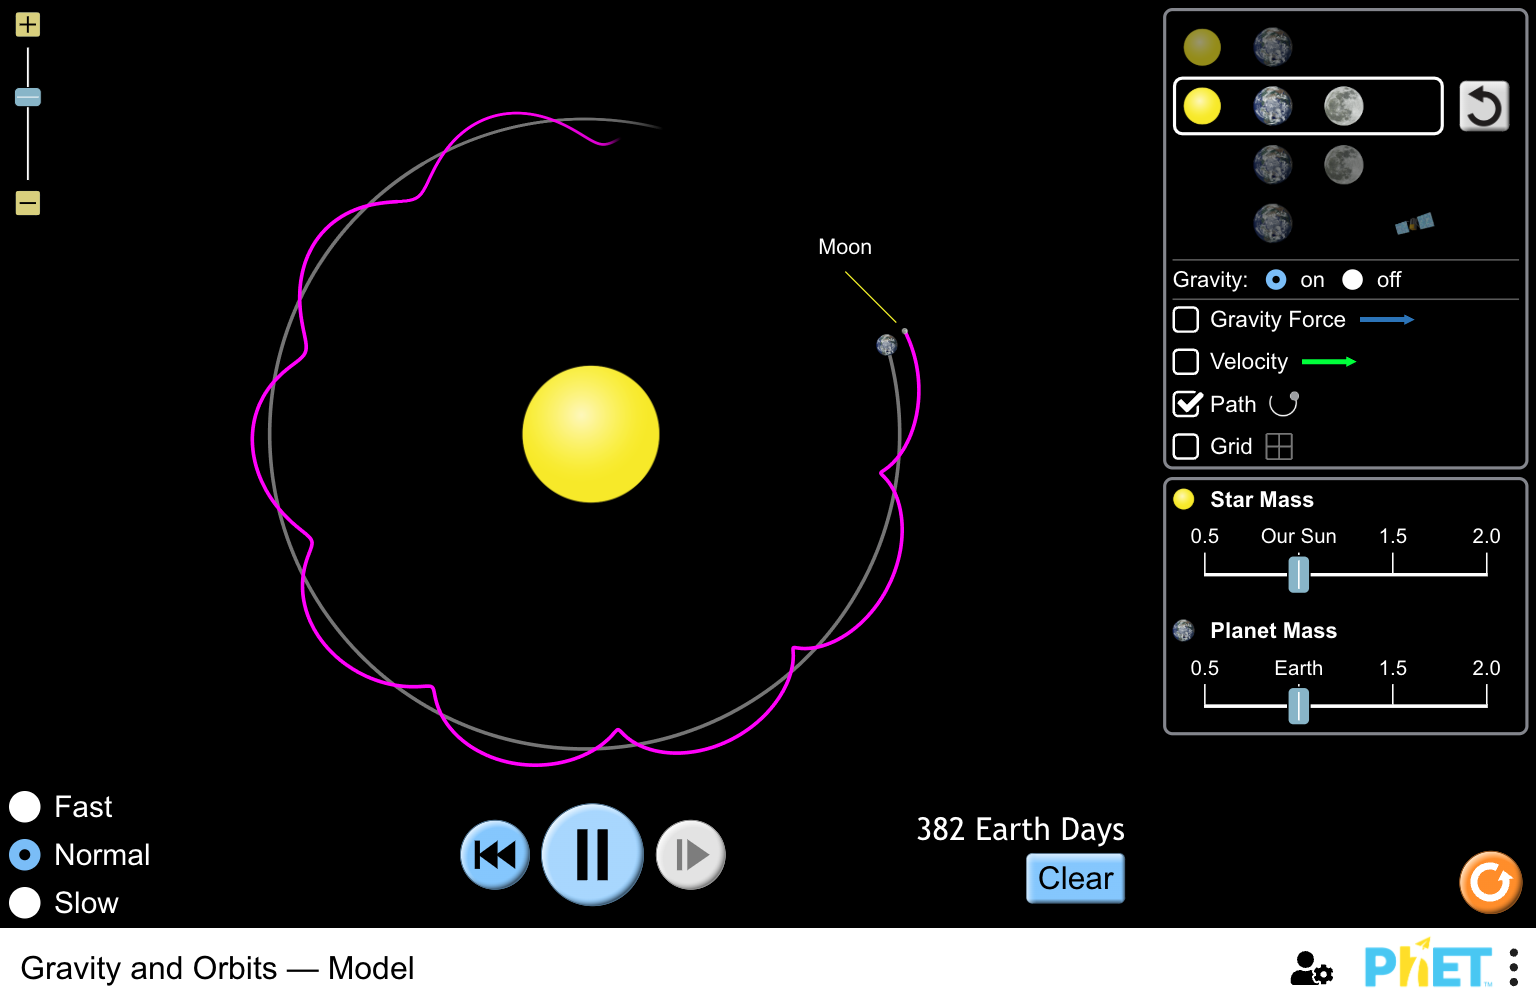 Moon
Gravity: on off
Gravity Force
Velocity
Path
Grid
Star Mass
0.5 Our Sun 1.5 2.0
Planet Mass
0.5 Earth 1.5 2.0
Fast
Normal
Slow
382 Earth Days
Clear
Gravity and Orbits — Model
PhET
TM